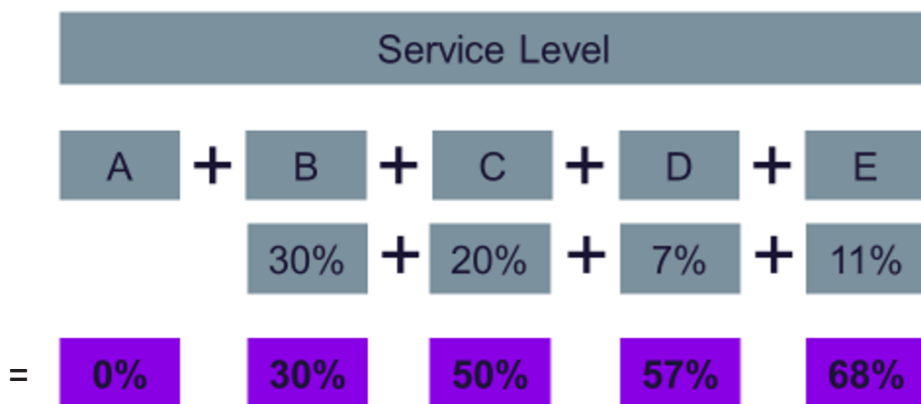 Service Level
A + B + C + D + E
30% + 20% + 7% + 11%
= 0% 30% 50% 57% 68%